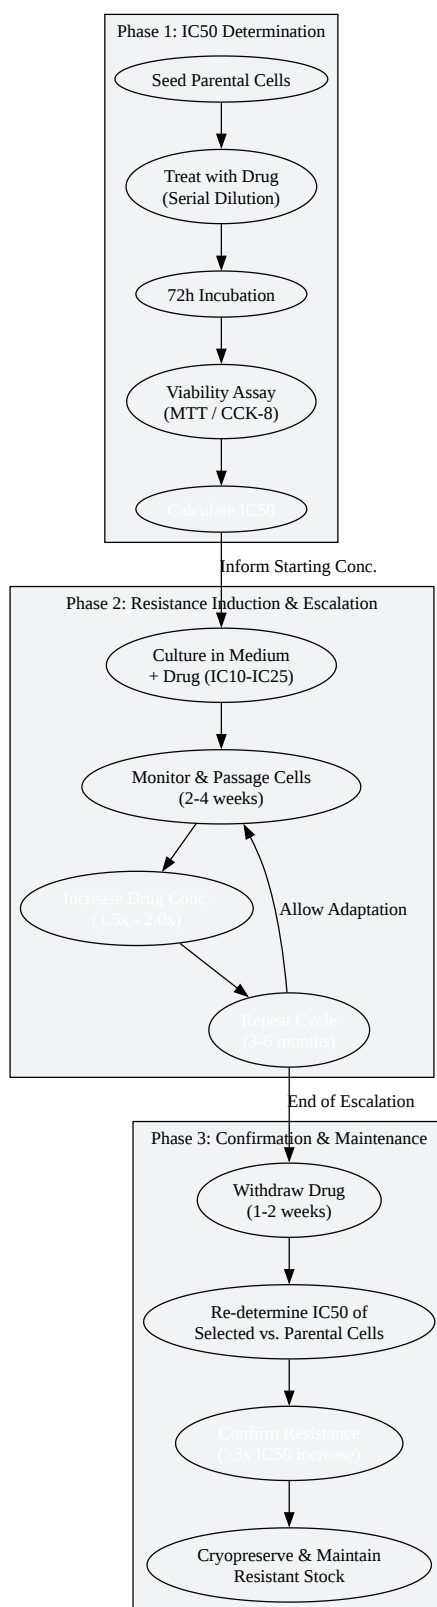 Phase 1: IC50 Determination
Seed Parental Cells
Treat with Drug
(Serial Dilution)
72h Incubation
Viability Assay
(MTT / CCK-8)
Calculate IC50
Inform Starting Conc.
Phase 2: Resistance Induction & Escalation
Culture in Medium
+ Drug (IC10-IC25)
Monitor & Passage Cells
(2-4 weeks)
Increase Drug Conc.
(1.5x - 2.0x)
Allow Adaptation
Repeat Cycle
(3-6 months)
End of Escalation
Phase 3: Confirmation & Maintenance
Withdraw Drug
(1-2 weeks)
Re-determine IC50 of
Selected vs. Parental Cells
Confirm Resistance
(>3x IC50 increase)
Cryopreserve & Maintain
Resistant Stock